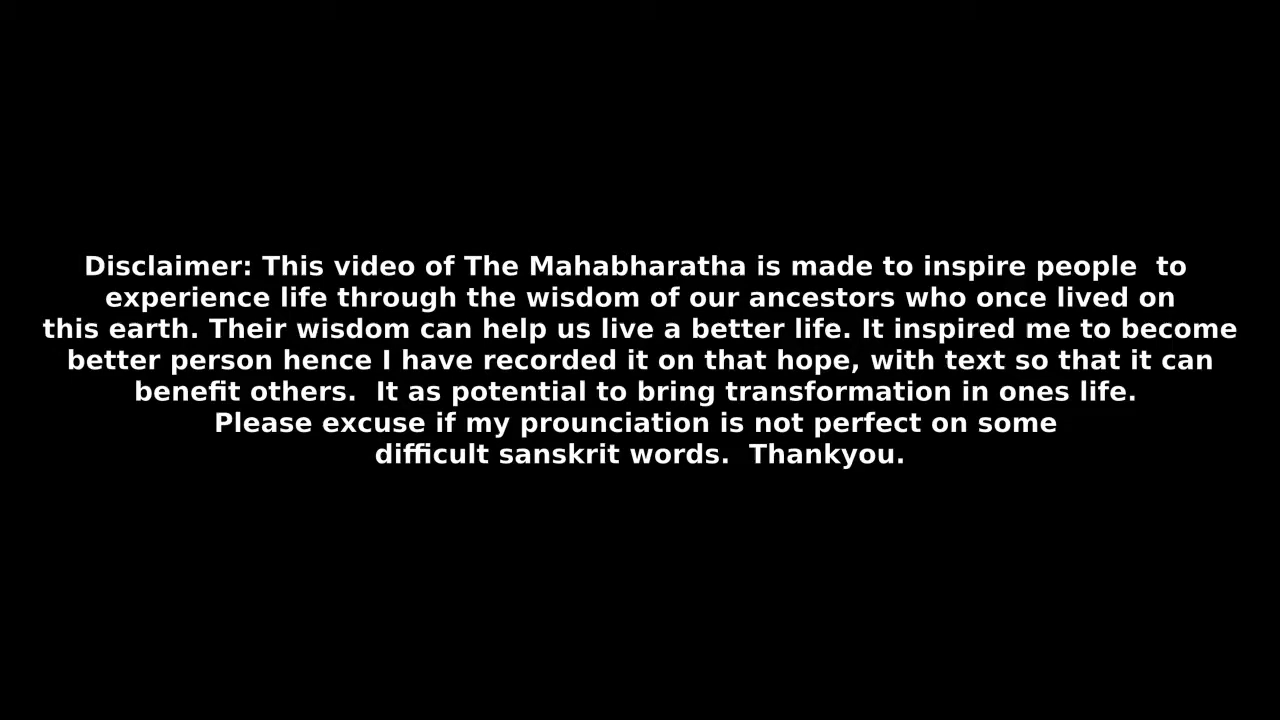 Disclaimer: This video of The Mahabharatha is made to inspire people  to
experience life through the wisdom of our ancestors who once lived on
this earth. Their wisdom can help us live a better life. It inspired me to become
better person hence I have recorded it on that hope, with text so that it can
benefit others.  It as potential to bring transformation in ones life.
Please excuse if my prounciation is not perfect on some
difficult sanskrit words.  Thankyou.